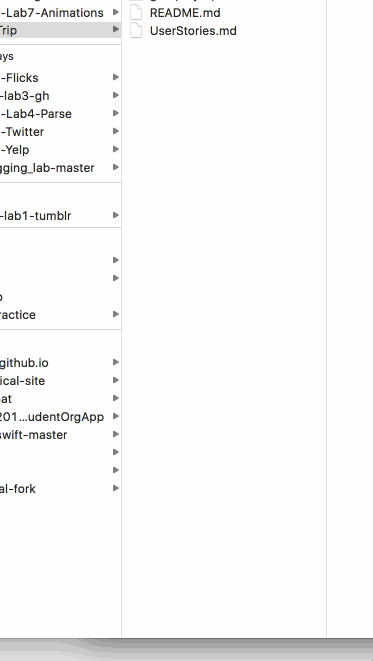 -Lab7-Animations
Trip
ays
-Flicks
-lab3-gh
-Lab4-Parse
-Twitter
-Yelp
gging_lab-master
-lab1-tumblr
ractice
github.io
ical-site
at
201...udentOrgApp
swift-master
al-fork
README.md
UserStories.md